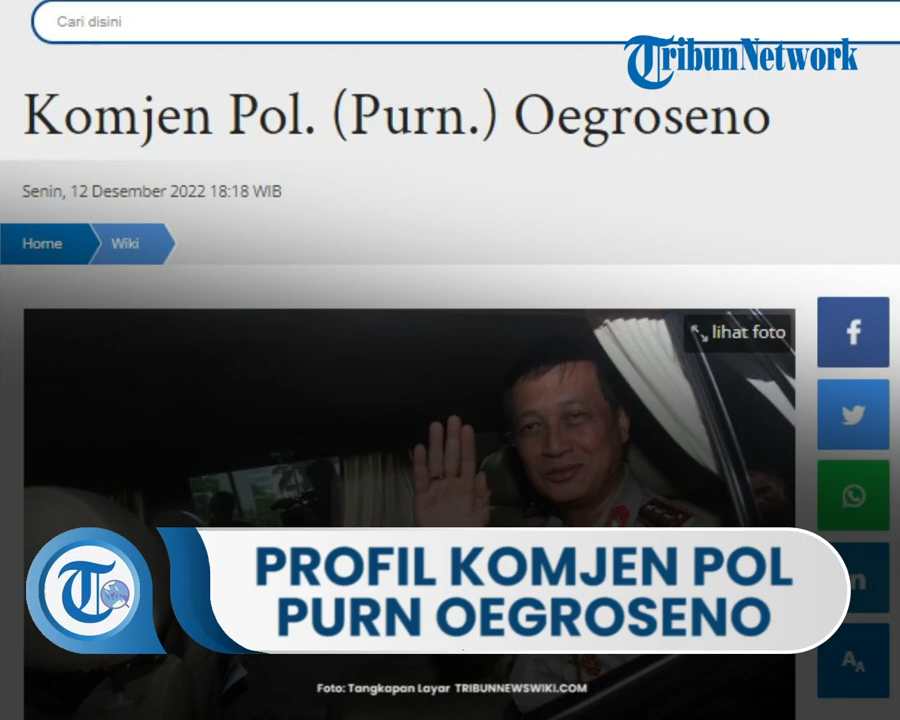 Cari disini
TribunNetwork
Komjen Pol. (Purn.) Oegroseno
Senin, 12 Desember 2022 18:18 WIB
Home
Wiki
lihat foto
f
T
PROFIL KOMJEN POL
PURN OEGROSENO
n
AA
Foto: Tangkapan Layar TRIBUNNEWSWIKI.COM